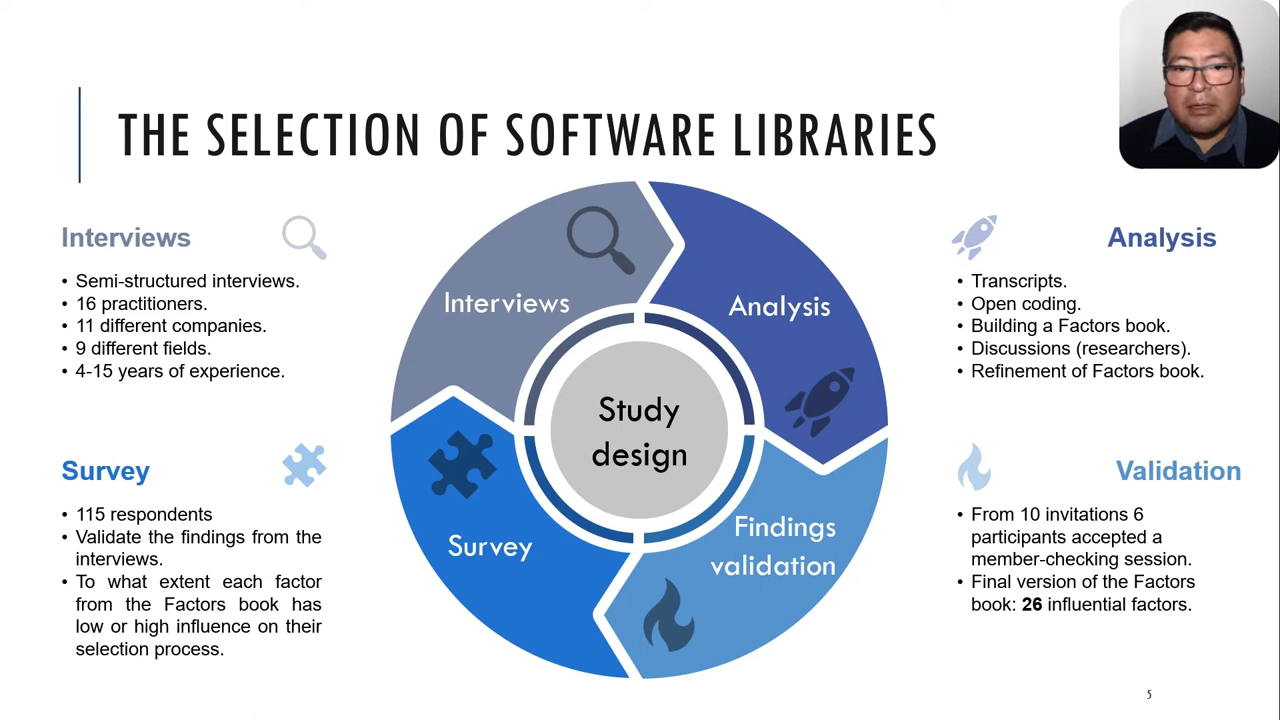 THE SELECTION OF SOFTWARE LIBRARIES
Interviews
• Semi-structured interviews.
• 16 practitioners.
• 11 different companies.
• 9 different fields.
• 4-15 years of experience.
Survey
• 115 respondents
• Validate the findings from the
interviews.
• To what extent each factor
from the Factors book has
low or high influence on their
selection process.
Interviews
Analysis
Study
design
Survey
Findings
validation
Analysis
• Transcripts.
• Open coding.
• Building a Factors book.
• Discussions (researchers).
• Refinement of Factors book.
Validation
• From 10 invitations 6
participants accepted a
member-checking session.
• Final version of the Factors
book: 26 influential factors.
5